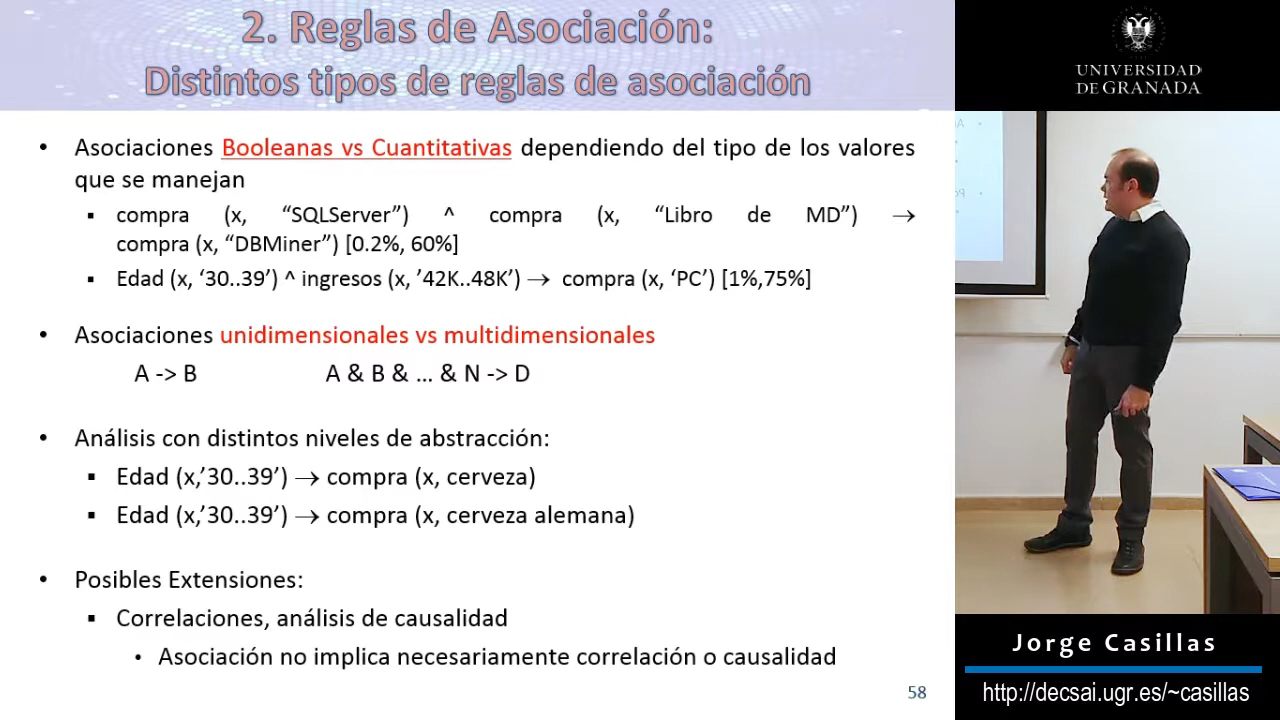 2. Reglas de Asociación:
Distintos tipos de reglas de asociación
• Asociaciones Booleanas vs Cuantitativas dependiendo del tipo de los valores
que se manejan
▪ compra (x, “SQLServer”) ^ compra (x, “Libro de MD”) →
compra (x, “DBMiner”) [0.2%, 60%]
▪ Edad (x, ‘30..39’) ^ ingresos (x, ’42K..48K’) → compra (x, ‘PC’) [1%,75%]
• Asociaciones unidimensionales vs multidimensionales
A -> B A & B & ... & N -> D
• Análisis con distintos niveles de abstracción:
▪ Edad (x,’30..39’) → compra (x, cerveza)
▪ Edad (x,’30..39’) → compra (x, cerveza alemana)
• Posibles Extensiones:
▪ Correlaciones, análisis de causalidad
• Asociación no implica necesariamente correlación o causalidad
58
UNIVERSIDAD
DE GRANADA
Jorge Casillas
http://decsai.ugr.es/~casillas